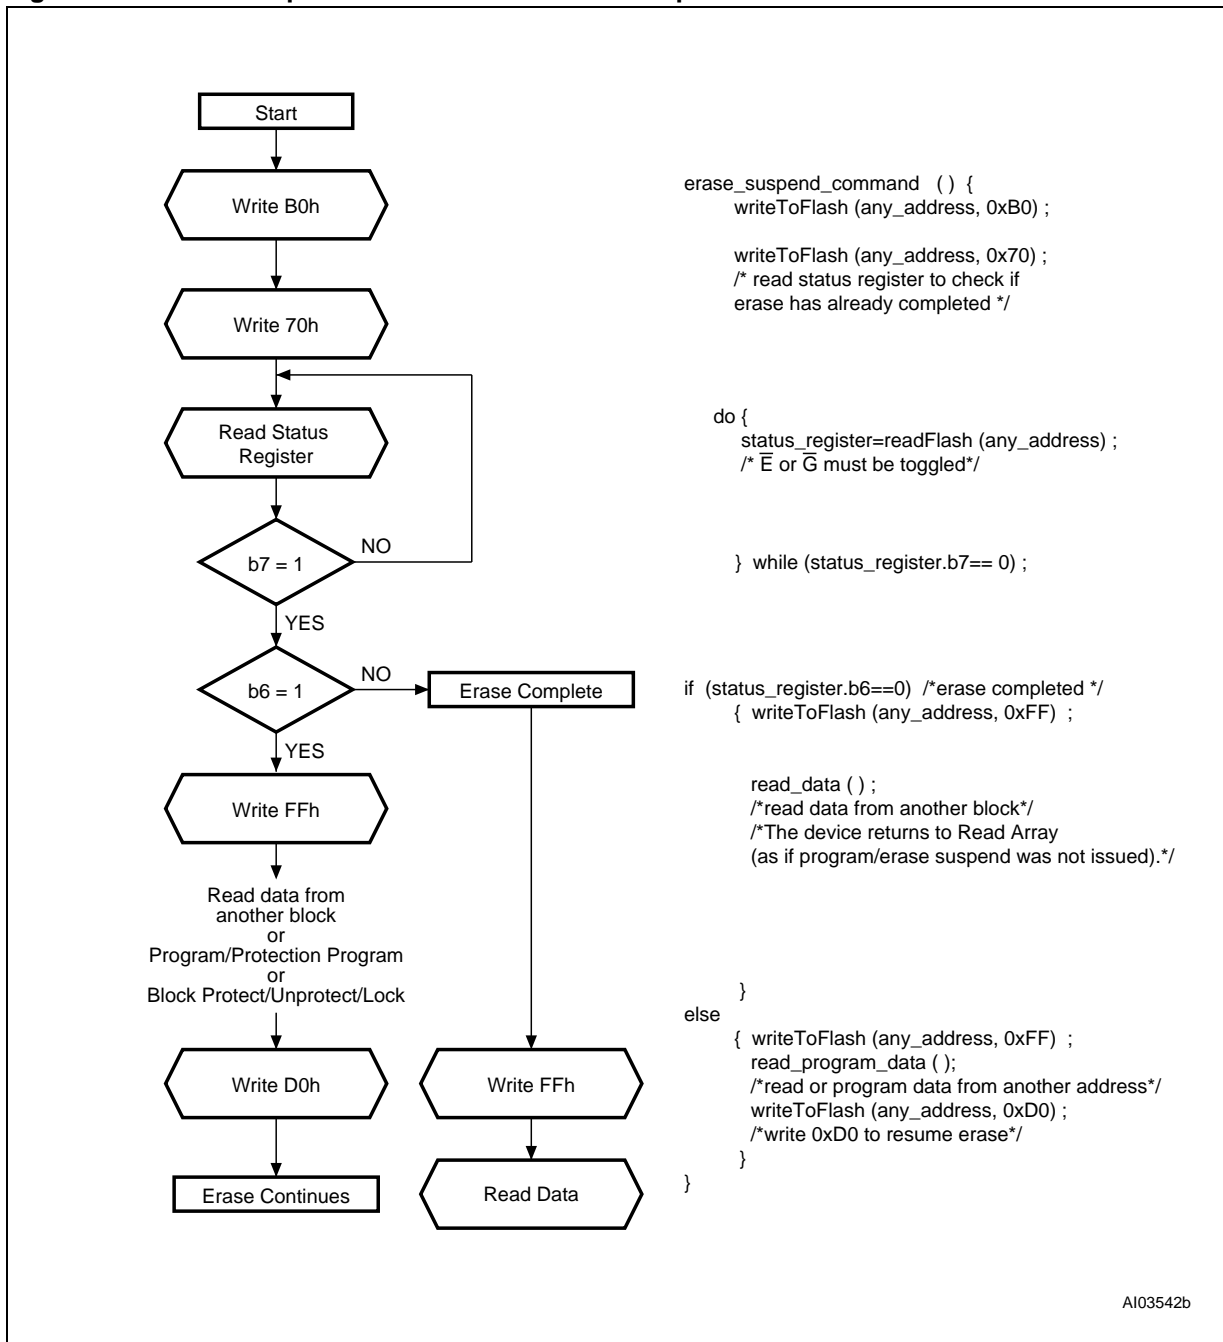 Start
Write B0h
Write 70h
Read Status
Register
NO
b7 = 1
YES
NO
b6 = 1
Erase Complete
YES
Write FFh
Read data from
another block
or
Program/Protection Program
or
Block Protect/Unprotect/Lock
Write D0h
Write FFh
Erase Continues
Read Data
erase_suspend_command ( ) {
writeToFlash (any_address, 0xB0) ;
writeToFlash (any_address, 0x70) ;
/* read status register to check if
erase has already completed */
do {
status_register=readFlash (any_address) ;
/* E̅ or G̅ must be toggled*/
} while (status_register.b7== 0) ;
if (status_register.b6==0) /*erase completed */
{ writeToFlash (any_address, 0xFF) ;
read_data ( ) ;
/*read data from another block*/
/*The device returns to Read Array
(as if program/erase suspend was not issued).*/
}
else
{ writeToFlash (any_address, 0xFF) ;
read_program_data ( );
/*read or program data from another address*/
writeToFlash (any_address, 0xD0) ;
/*write 0xD0 to resume erase*/
}
}
AI03542b